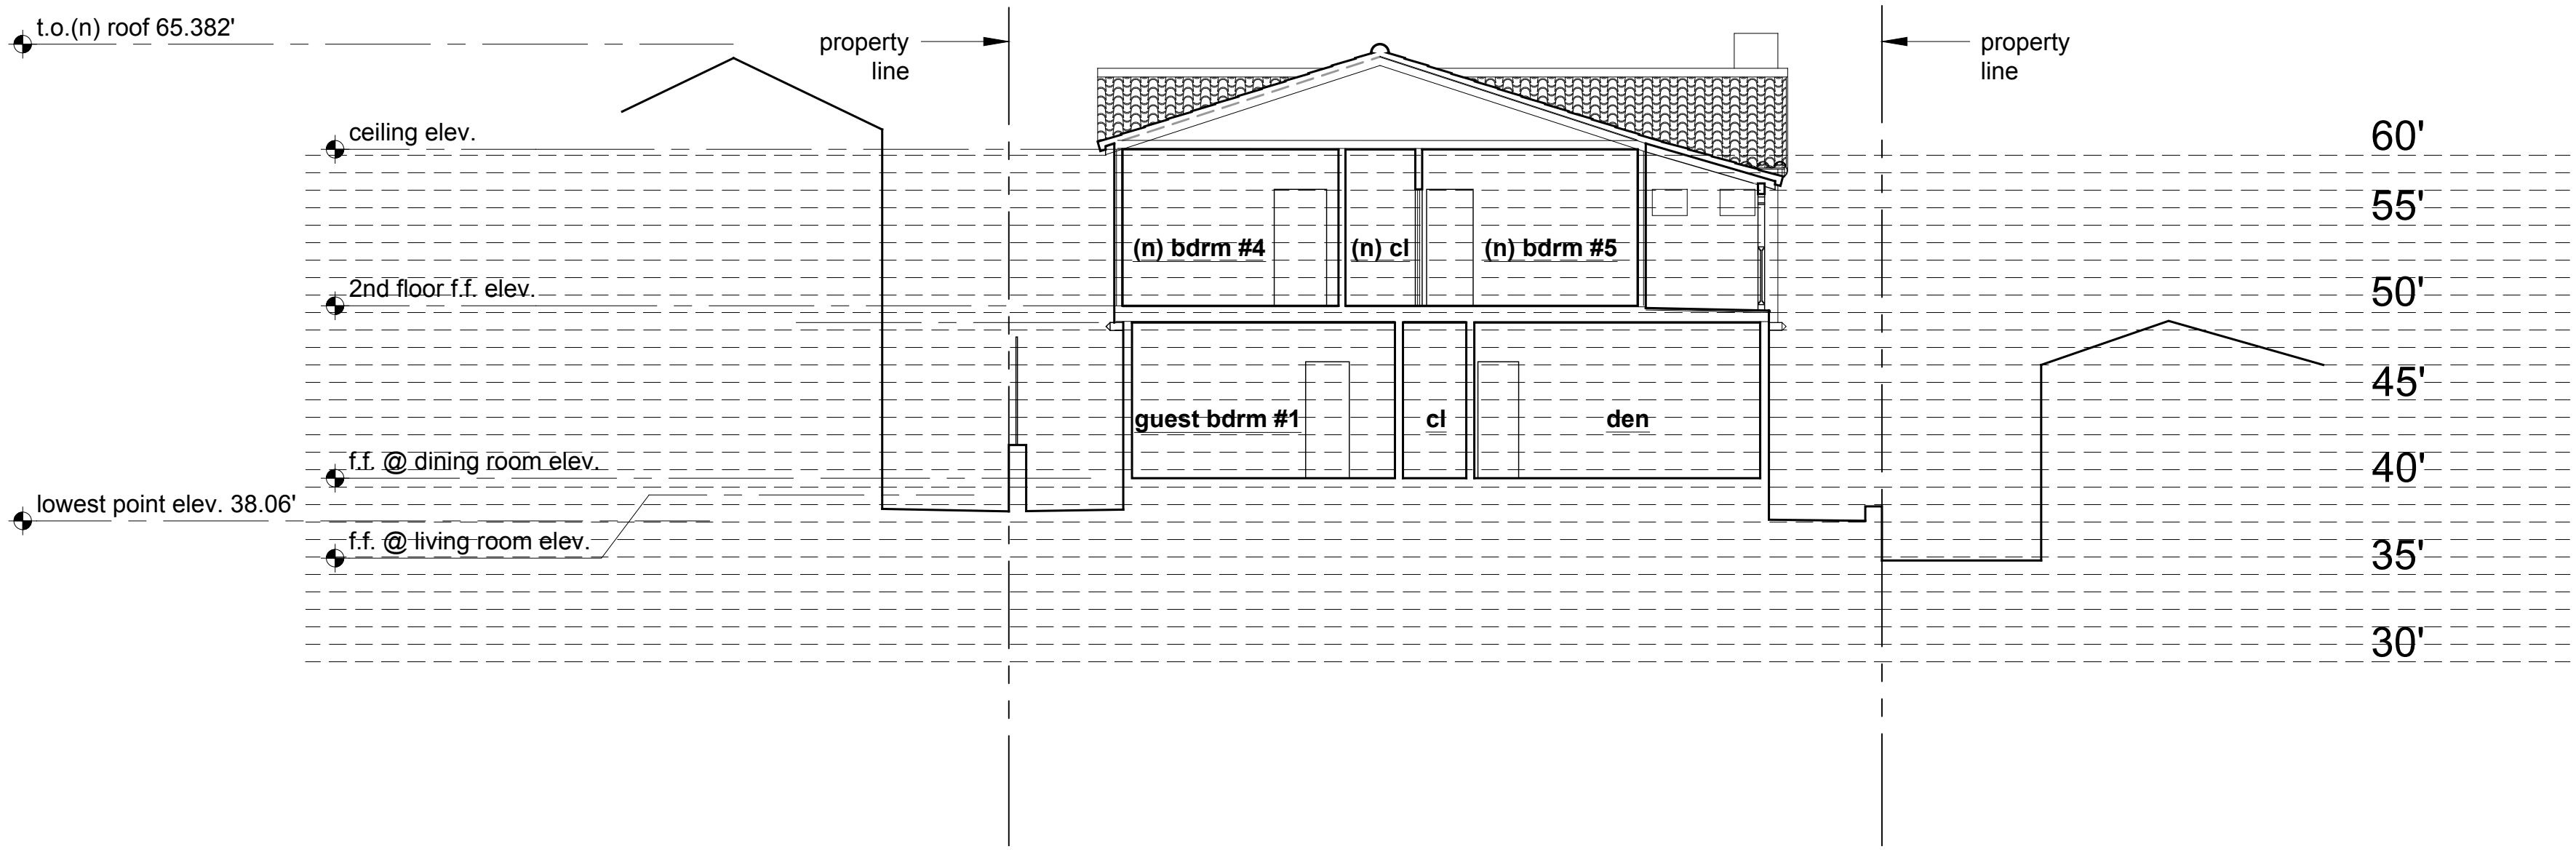 t.o.(n) roof 65.382'
property
line
property
line
ceiling elev.
60'
55'
(n) bdrm #4
(n) cl
(n) bdrm #5
2nd floor f.f. elev.
50'
45'
guest bdrm #1
cl
den
f.f. @ dining room elev.
40'
lowest point elev. 38.06'
f.f. @ living room elev.
35'
30'